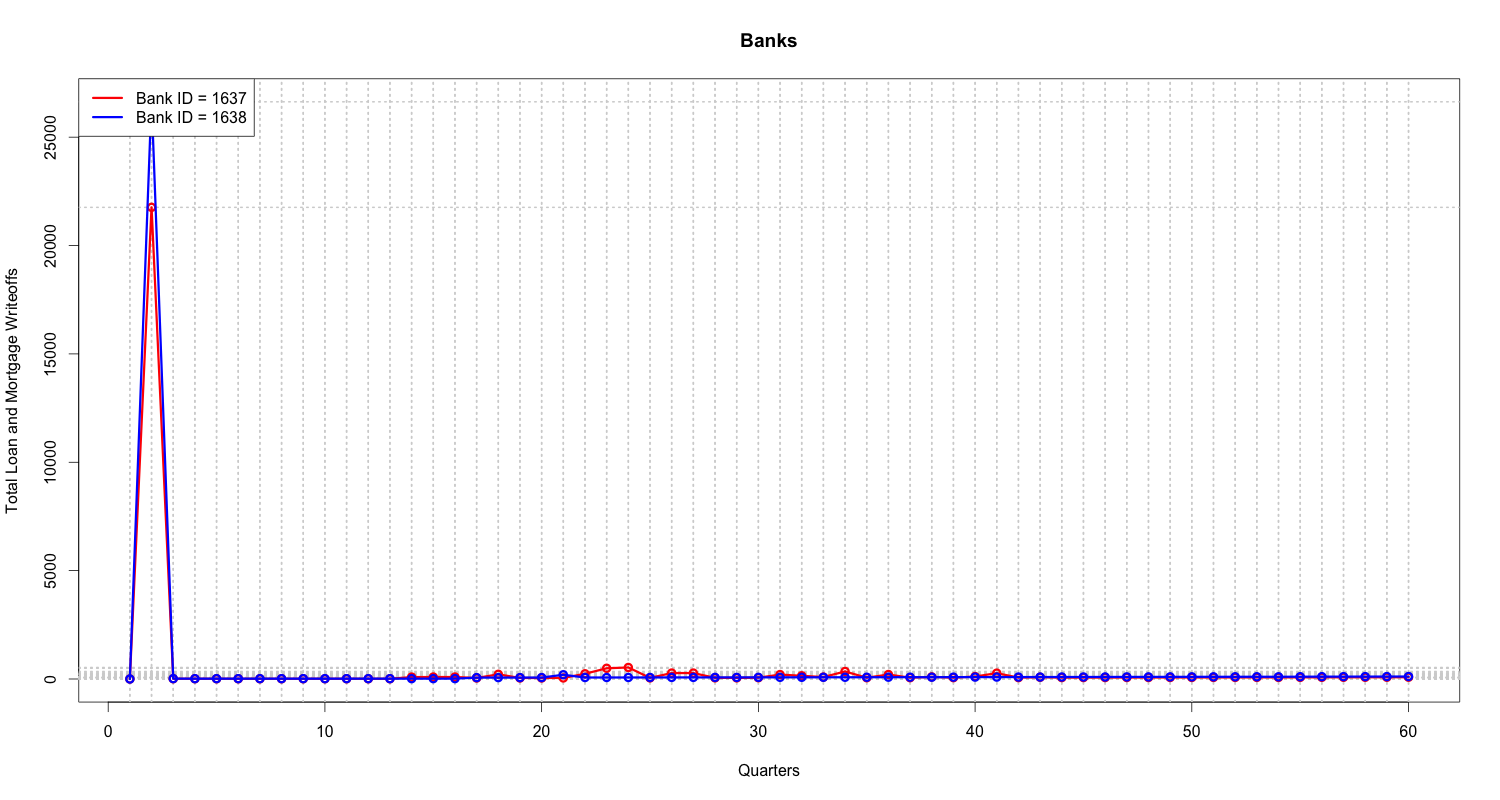 Banks
Bank ID = 1637
Bank ID = 1638
Total Loan and Mortgage Writeoffs
25000
20000
15000
10000
5000
0
0 10 20 30 40 50 60
Quarters